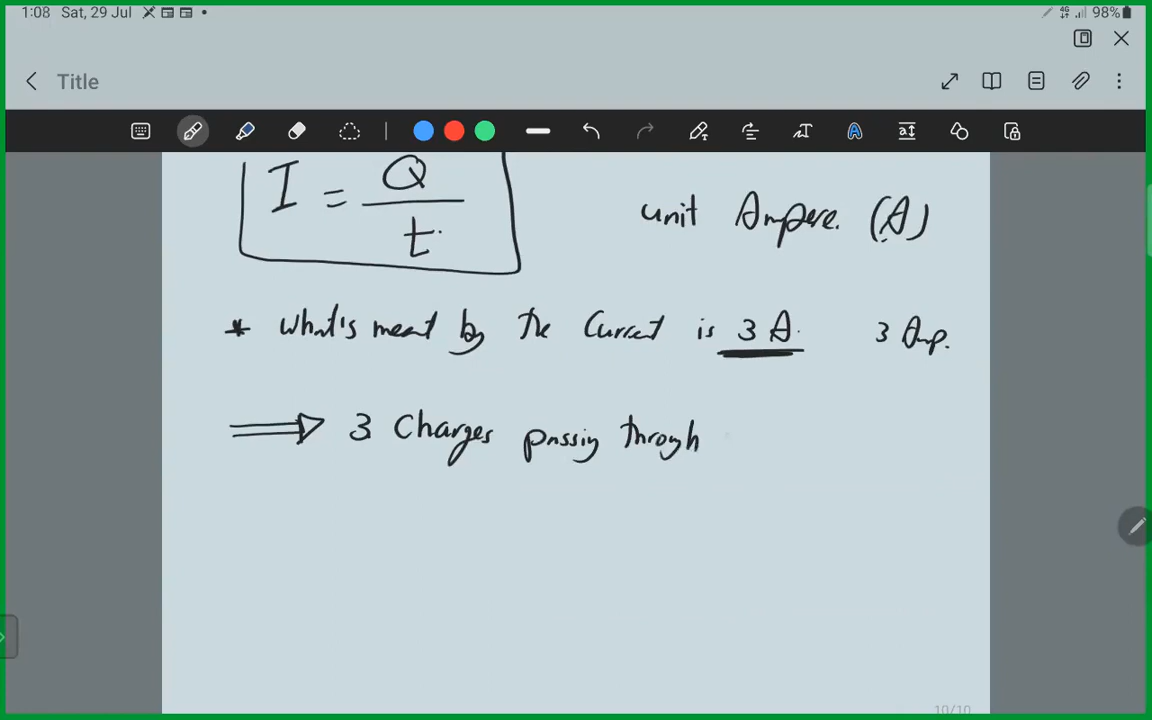 1:08 Sat, 29 Jul 4G 98%
Title
I = Q / t
unit Ampere. (A)
* What's meant by the Current is 3 A. 3 Amp.
⇒ 3 Charges passing through
10/10